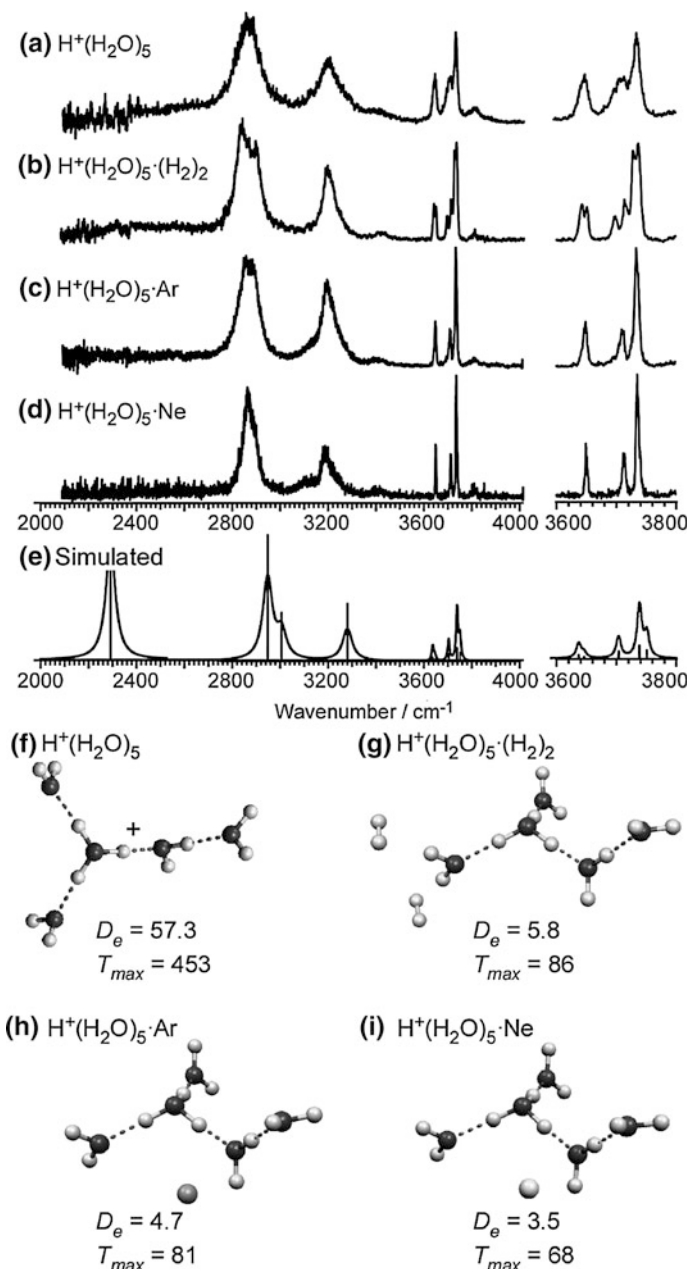 (a) H⁺(H₂O)₅
(b) H⁺(H₂O)₅·(H₂)₂
(c) H⁺(H₂O)₅·Ar
(d) H⁺(H₂O)₅·Ne
2000 2400 2800 3200 3600 4000 3600 3800
(e) Simulated
2000 2400 2800 3200 3600 4000 3600 3800
Wavenumber / cm⁻¹
(f) H⁺(H₂O)₅ (g) H⁺(H₂O)₅·(H₂)₂
+
Dₑ = 57.3 Dₑ = 5.8
Tₘₐₓ = 453 Tₘₐₓ = 86
(h) H⁺(H₂O)₅·Ar (i) H⁺(H₂O)₅·Ne
Dₑ = 4.7 Dₑ = 3.5
Tₘₐₓ = 81 Tₘₐₓ = 68